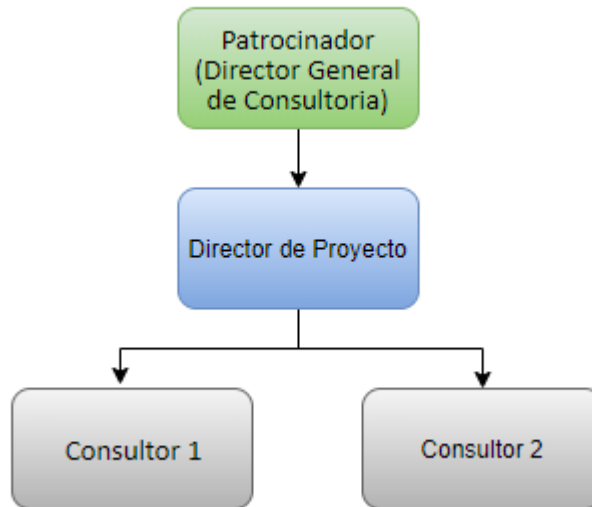 Patrocinador
(Director General
de Consultoria)
Director de Proyecto
Consultor 1
Consultor 2